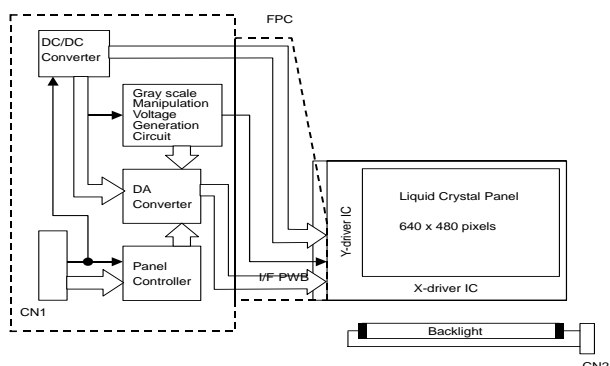 FPC
DC/DC
Converter
Gray scale
Manipulation
Voltage
Generation
Circuit
DA
Converter
Panel
Controller
CN1
I/F PWB
Y-driver IC
Liquid Crystal Panel
640 x 480 pixels
X-driver IC
Backlight